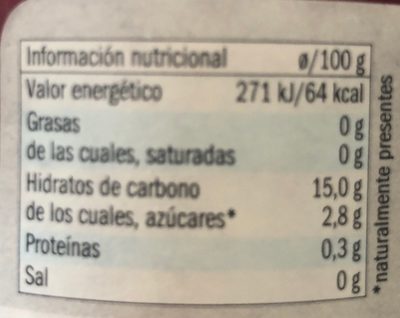 Información nutricional ø/100 g
Valor energético 271 kJ/64 kcal
Grasas 0 g
de las cuales, saturadas 0 g
Hidratos de carbono 15,0 g
de los cuales, azúcares* 2,8 g
Proteínas 0,3 g
Sal 0 g
*naturalmente presentes